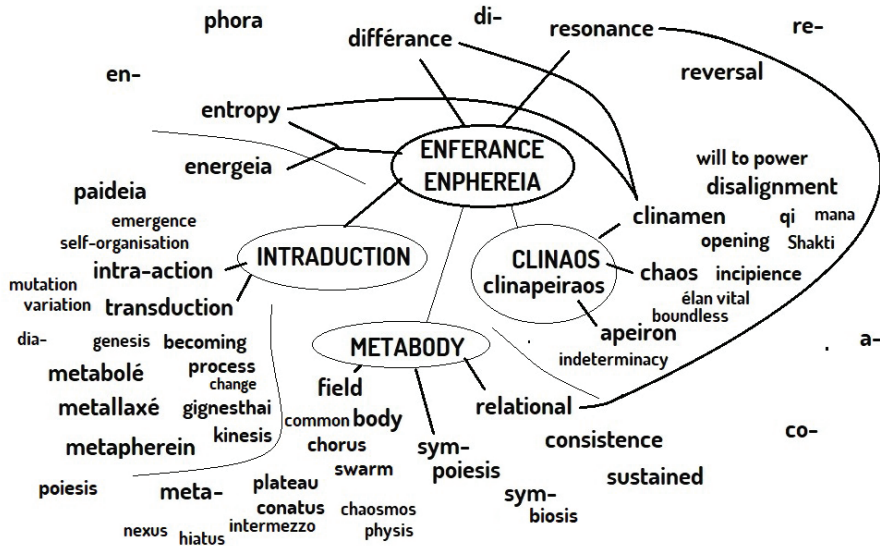 phora
di-
re-
différance
resonance
en-
reversal
entropy
ENFERANCE
ENPHEREIA
energeia
will to power
disalignment
paideia
clinamen
qi
mana
emergence
opening
Shakti
self-organisation
INTRADUCTION
CLINAOS
clinapeiraos
intra-action
chaos
incipience
mutation
variation
transduction
élan vital
boundless
apeiron
dia-
genesis
becoming
METABODY
a-
indeterminacy
metabolé
process
change
field
metallaxé
gignesthai
relational
common body
kinesis
chorus
swarm
metapherein
sym-
poiesis
consistence
co-
sustained
poiesis
meta-
plateau
conatus
intermezzo
chaosmos
physis
sym-
biosis
nexus
hiatus